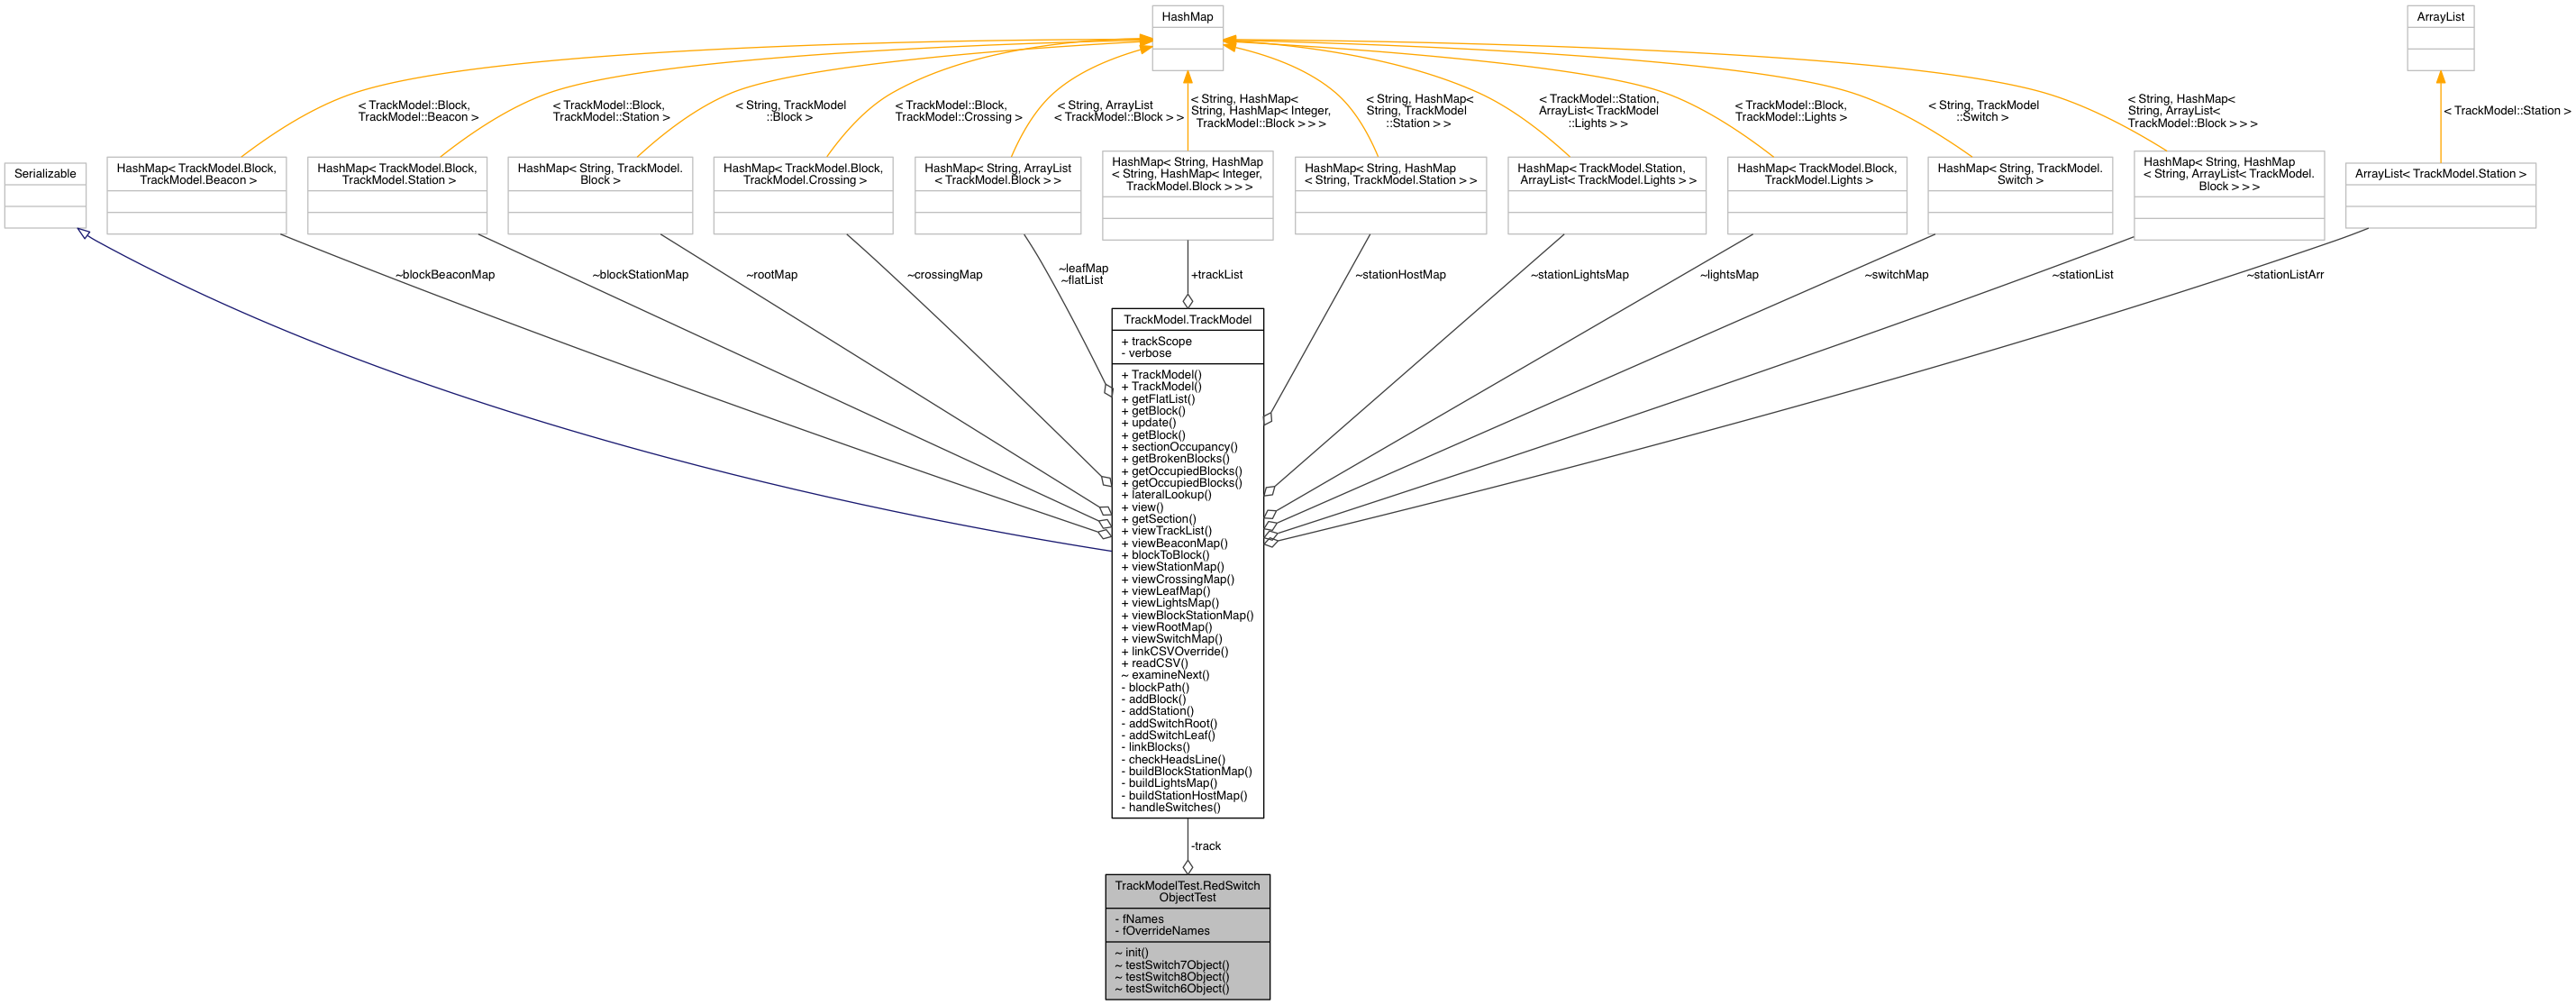 HashMap
ArrayList
< TrackModel::Block,
TrackModel::Beacon >
< TrackModel::Block,
TrackModel::Station >
< String, TrackModel
::Block >
< TrackModel::Block,
TrackModel::Crossing >
< String, ArrayList
< TrackModel::Block > >
< String, HashMap<
String, HashMap< Integer,
TrackModel::Block > > >
< String, HashMap<
String, TrackModel
::Station > >
< TrackModel::Station,
ArrayList< TrackModel
::Lights > >
< TrackModel::Block,
TrackModel::Lights >
< String, TrackModel
::Switch >
< String, HashMap<
String, ArrayList<
TrackModel::Block > > >
< TrackModel::Station >
Serializable
HashMap< TrackModel.Block,
TrackModel.Beacon >
HashMap< TrackModel.Block,
TrackModel.Station >
HashMap< String, TrackModel.
Block >
HashMap< TrackModel.Block,
TrackModel.Crossing >
HashMap< String, ArrayList
< TrackModel.Block > >
HashMap< String, HashMap
< String, HashMap< Integer,
TrackModel.Block > > >
HashMap< String, HashMap
< String, TrackModel.Station > >
HashMap< TrackModel.Station,
ArrayList< TrackModel.Lights > >
HashMap< TrackModel.Block,
TrackModel.Lights >
HashMap< String, TrackModel.
Switch >
HashMap< String, HashMap
< String, ArrayList< TrackModel.
Block > > >
ArrayList< TrackModel.Station >
~blockBeaconMap
~blockStationMap
~rootMap
~crossingMap
~leafMap
~flatList
+trackList
~stationHostMap
~stationLightsMap
~lightsMap
~switchMap
~stationList
~stationListArr
TrackModel.TrackModel
+ trackScope
- verbose
+ TrackModel()
+ TrackModel()
+ getFlatList()
+ getBlock()
+ update()
+ getBlock()
+ sectionOccupancy()
+ getBrokenBlocks()
+ getOccupiedBlocks()
+ getOccupiedBlocks()
+ lateralLookup()
+ view()
+ getSection()
+ viewTrackList()
+ viewBeaconMap()
+ blockToBlock()
+ viewStationMap()
+ viewCrossingMap()
+ viewLeafMap()
+ viewLightsMap()
+ viewBlockStationMap()
+ viewRootMap()
+ viewSwitchMap()
+ linkCSVOverride()
+ readCSV()
~ examineNext()
- blockPath()
- addBlock()
- addStation()
- addSwitchRoot()
- addSwitchLeaf()
- linkBlocks()
- checkHeadsLine()
- buildBlockStationMap()
- buildLightsMap()
- buildStationHostMap()
- handleSwitches()
-track
TrackModelTest.RedSwitch
ObjectTest
- fNames
- fOverrideNames
~ init()
~ testSwitch7Object()
~ testSwitch8Object()
~ testSwitch6Object()